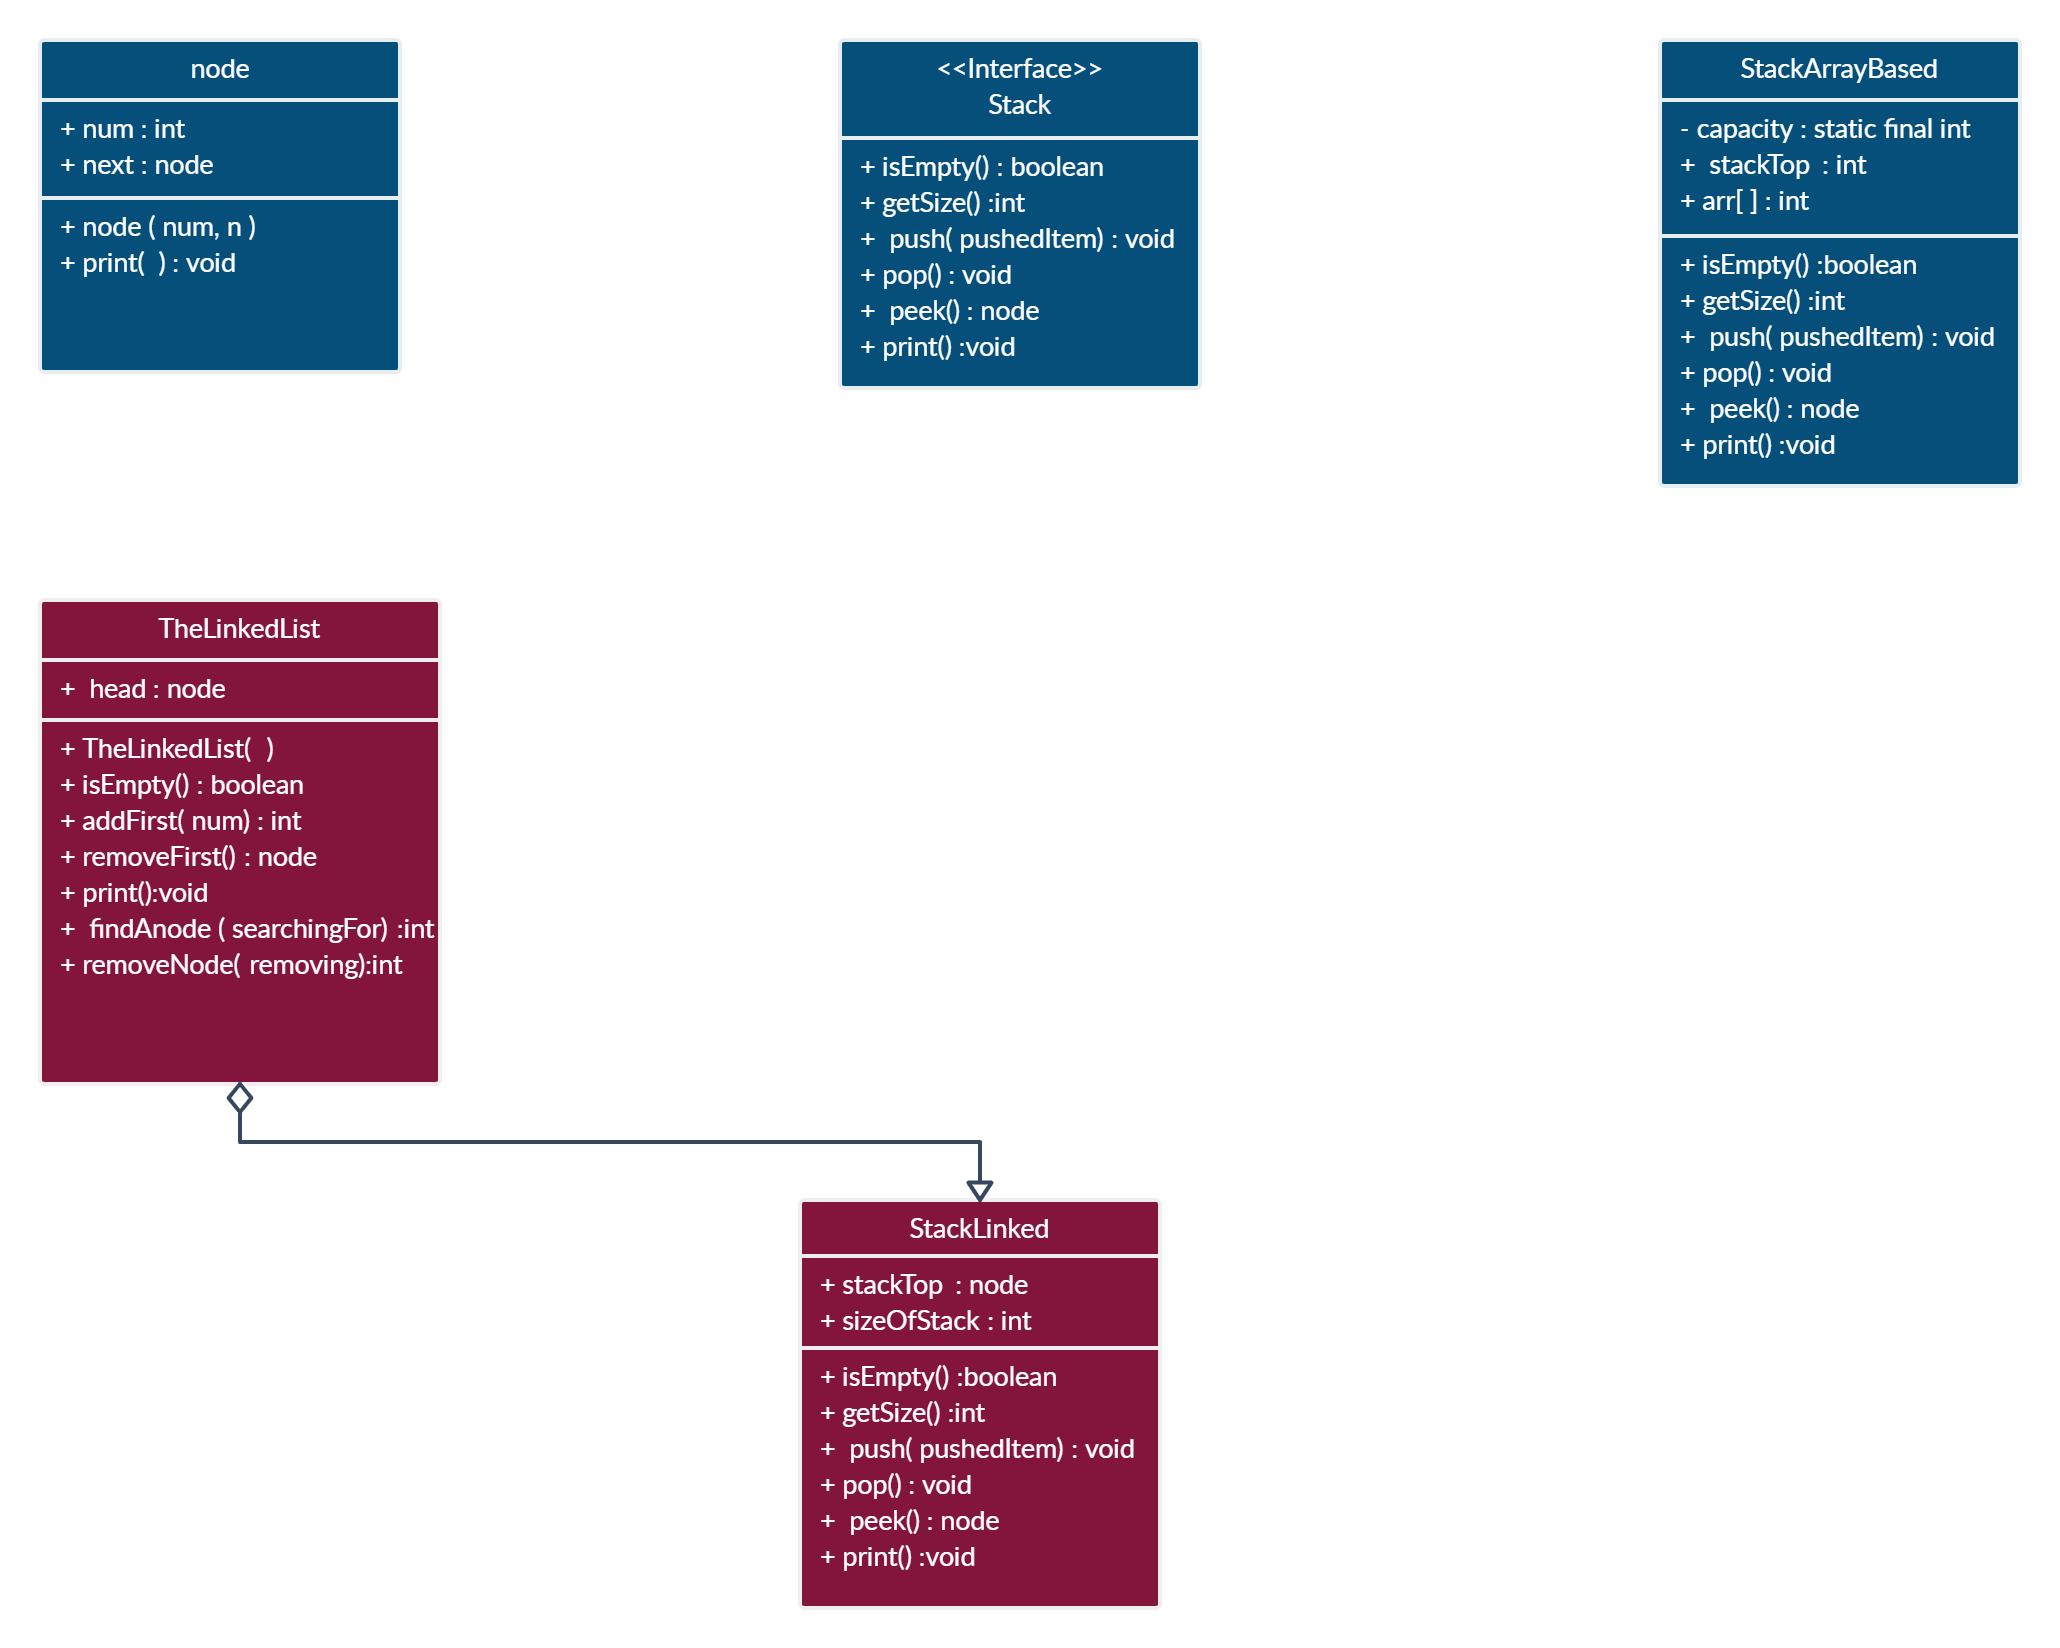 node
+ num : int
+ next : node
+ node ( num, n )
+ print(  ) : void
<<Interface>>
Stack
+ isEmpty() : boolean
+ getSize() :int
+  push( pushedItem) : void
+ pop() : void
+  peek() : node
+ print() :void
StackArrayBased
- capacity : static final int
+  stackTop  : int
+ arr[ ] : int
+ isEmpty() :boolean
+ getSize() :int
+  push( pushedItem) : void
+ pop() : void
+  peek() : node
+ print() :void
TheLinkedList
+  head : node
+ TheLinkedList(  )
+ isEmpty() : boolean
+ addFirst( num) : int
+ removeFirst() : node
+ print():void
+  findAnode ( searchingFor) :int
+ removeNode(  removing):int
StackLinked
+ stackTop  : node
+ sizeOfStack : int
+ isEmpty() :boolean
+ getSize() :int
+  push( pushedItem) : void
+ pop() : void
+  peek() : node
+ print() :void